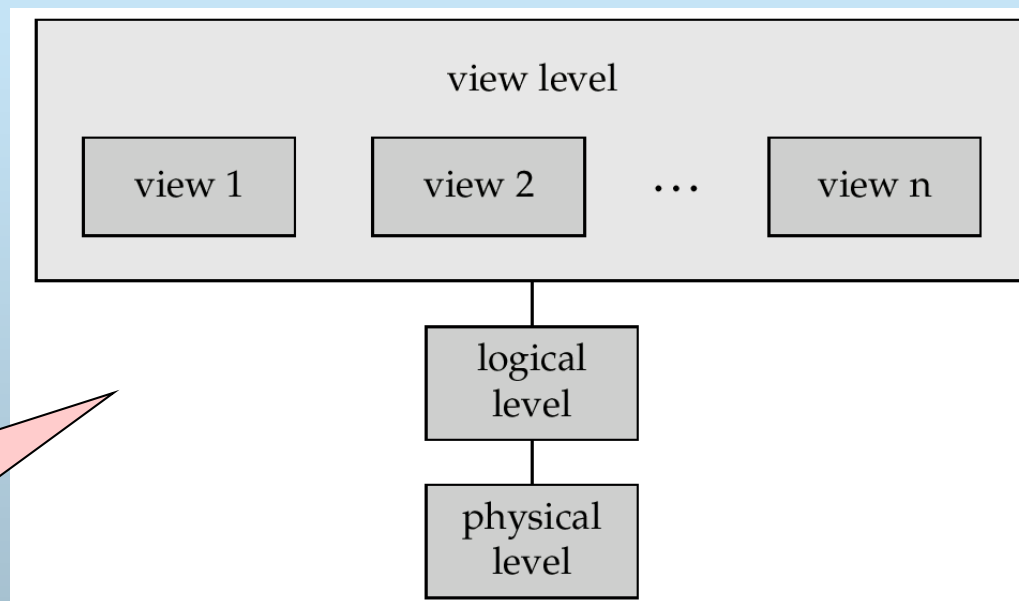 view level
view 1 view 2 ... view n
logical
level
physical
level